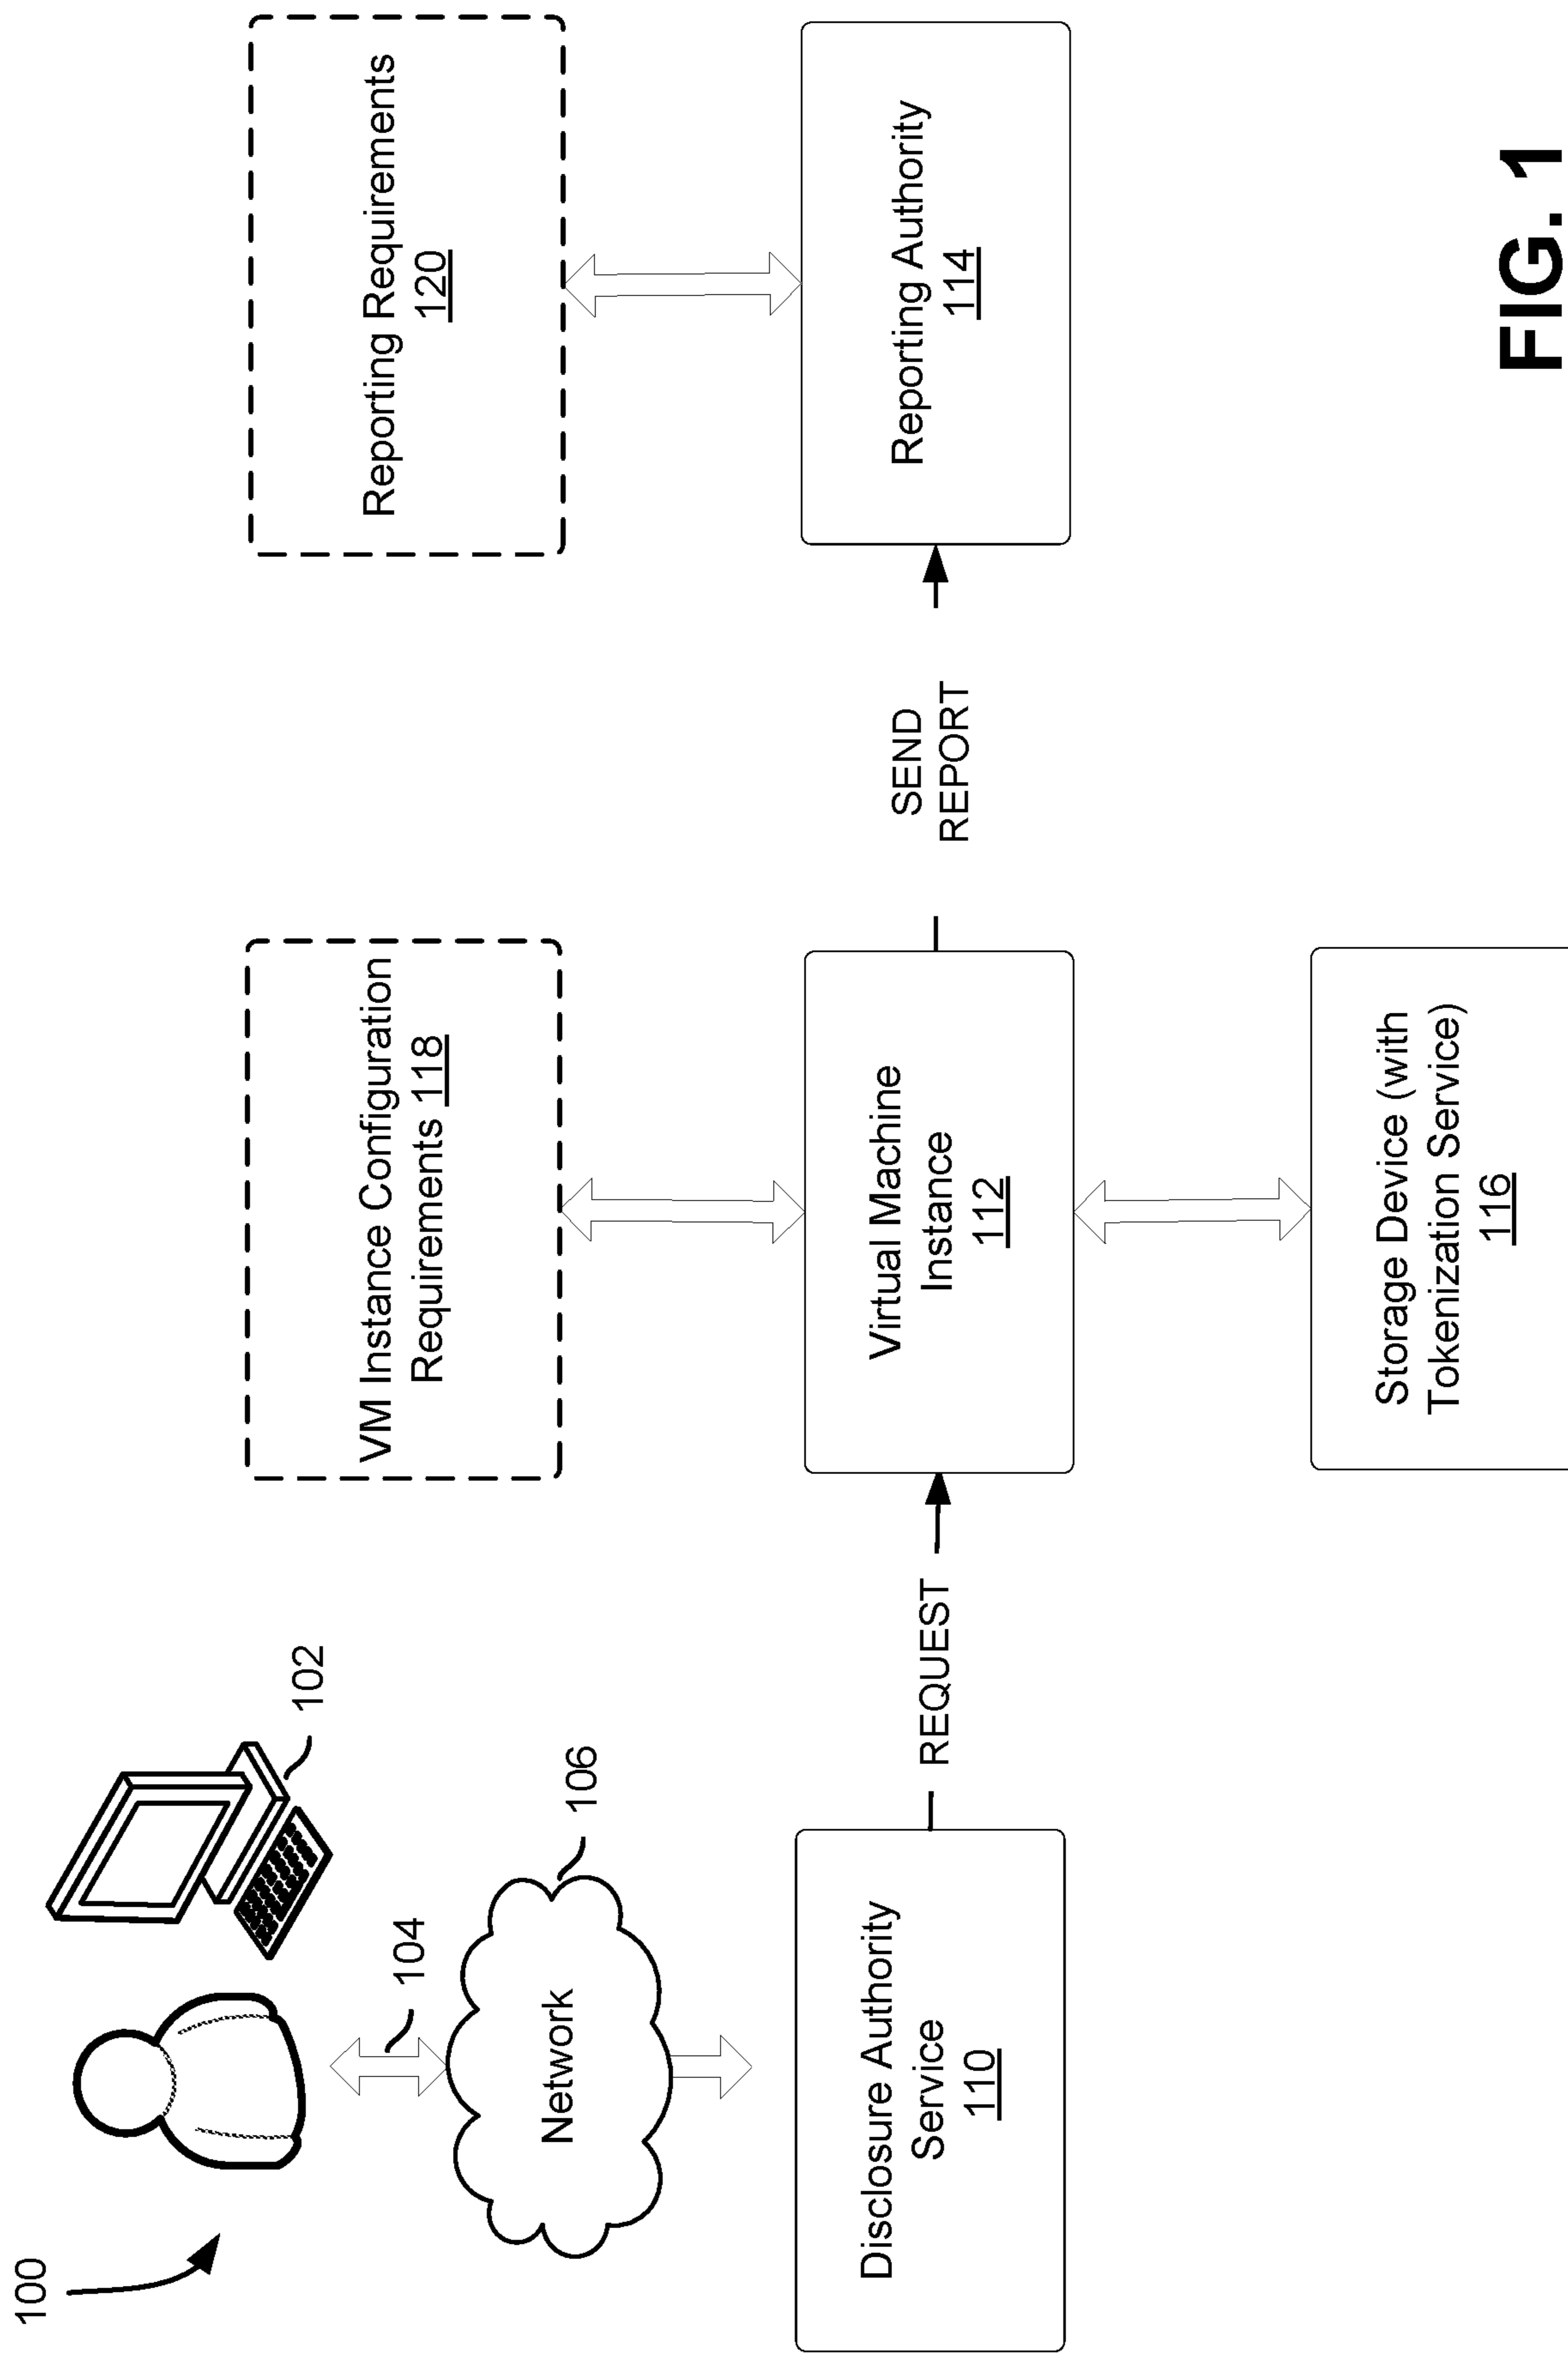 100
102
104
Network
106
Disclosure Authority
Service
110
REQUEST
VM Instance Configuration
Requirements 118
Virtual Machine
Instance
112
Storage Device (with
Tokenization Service)
116
SEND
REPORT
Reporting Requirements
120
Reporting Authority
114
FIG. 1